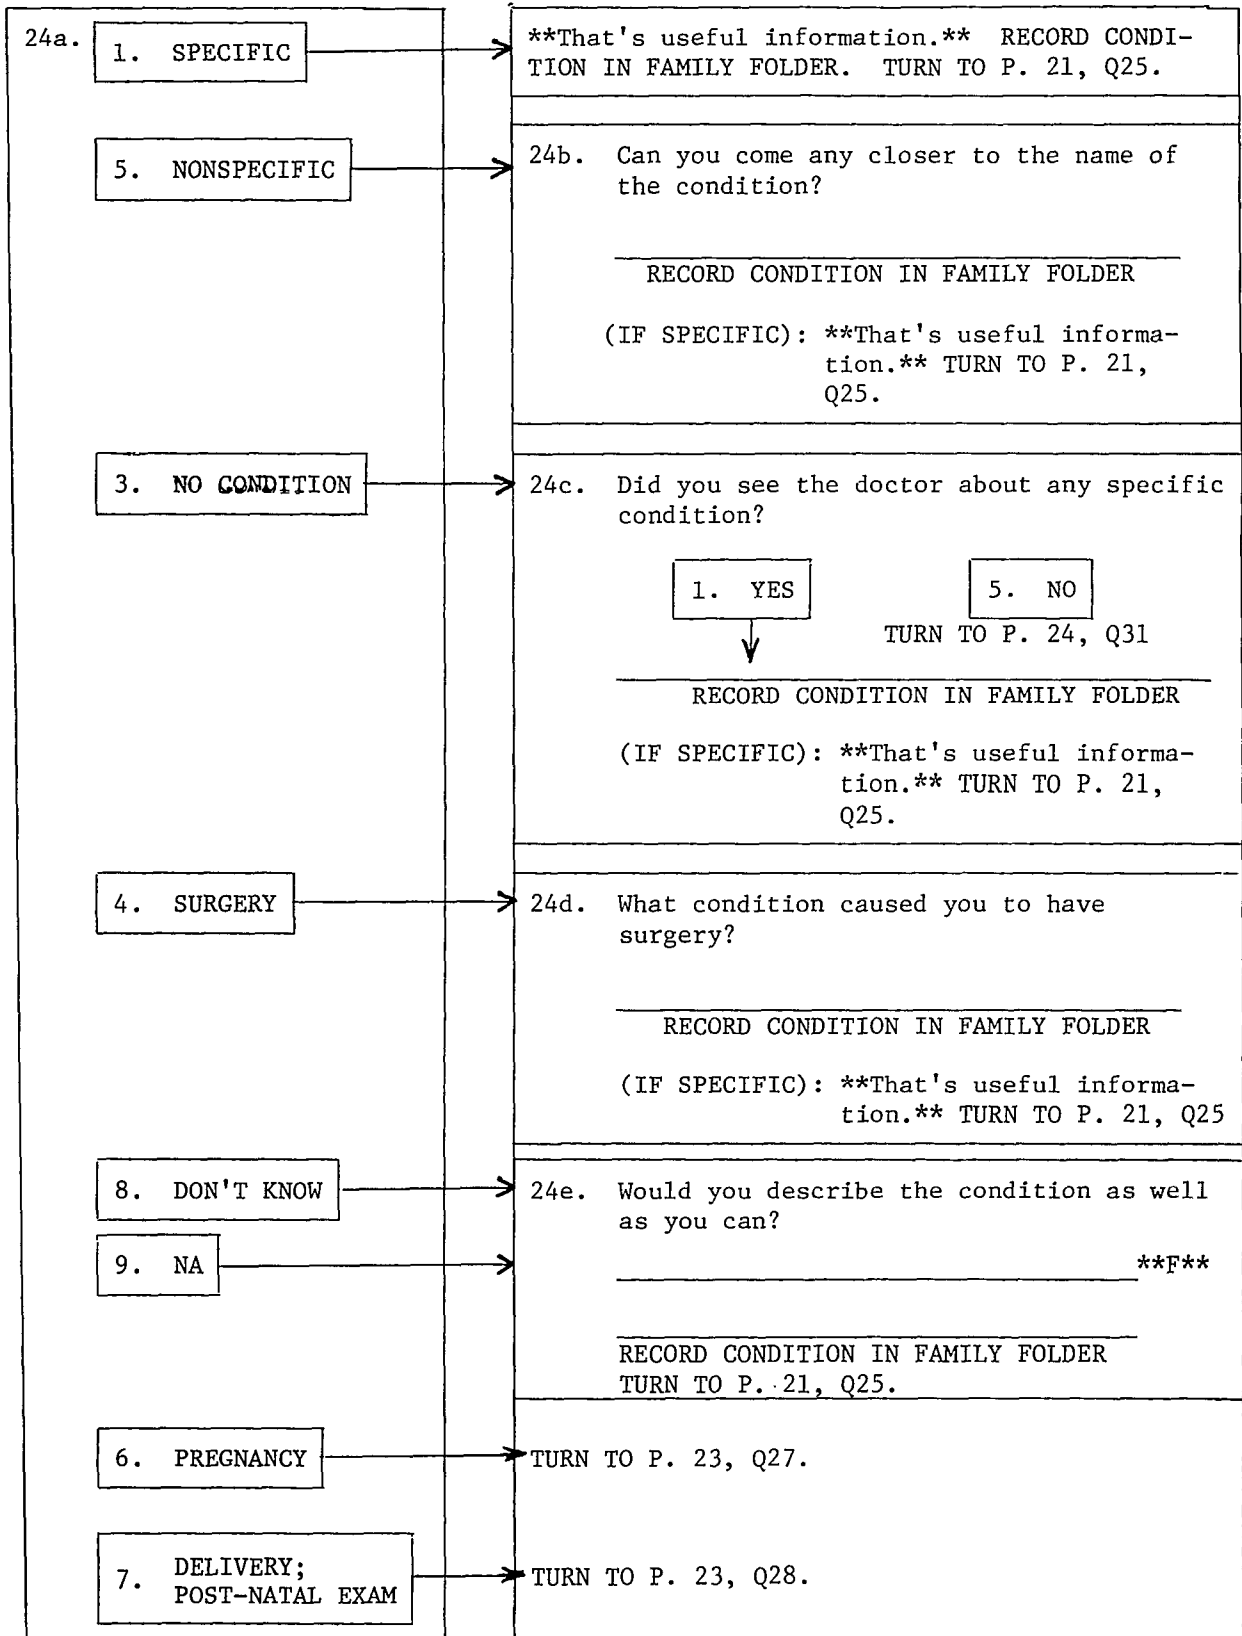 24a. 1. SPECIFIC
**That's useful information.** RECORD CONDI-
TION IN FAMILY FOLDER. TURN TO P. 21, Q25.
5. NONSPECIFIC
24b. Can you come any closer to the name of
the condition?
RECORD CONDITION IN FAMILY FOLDER
(IF SPECIFIC): **That's useful informa-
tion.** TURN TO P. 21,
Q25.
3. NO CONDITION
24c. Did you see the doctor about any specific
condition?
1. YES 5. NO
TURN TO P. 24, Q31
RECORD CONDITION IN FAMILY FOLDER
(IF SPECIFIC): **That's useful informa-
tion.** TURN TO P. 21,
Q25.
4. SURGERY
24d. What condition caused you to have
surgery?
RECORD CONDITION IN FAMILY FOLDER
(IF SPECIFIC): **That's useful informa-
tion.** TURN TO P. 21, Q25
8. DON'T KNOW
24e. Would you describe the condition as well
as you can?
9. NA
**F**
RECORD CONDITION IN FAMILY FOLDER
TURN TO P. 21, Q25.
6. PREGNANCY
TURN TO P. 23, Q27.
7. DELIVERY;
POST-NATAL EXAM
TURN TO P. 23, Q28.